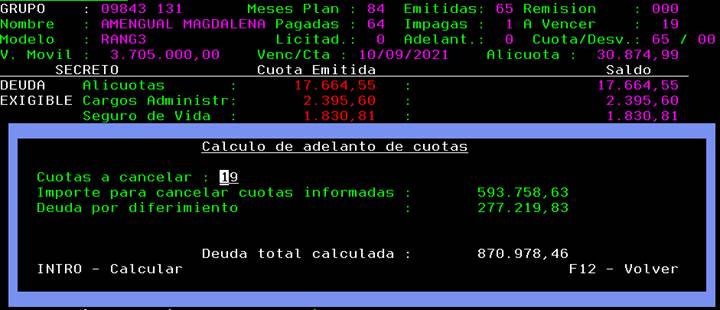 GRUPO : 09843 131 Meses Plan : 84 Emitidas: 65 Remision : 000
Nombre : AMENGUAL MAGDALENA Pagadas : 64 Impagas : 1 A Vencer : 19
Modelo : RANG3 Licitad.: 0 Adelant.: 0 Cuota/Desv.: 65 / 00
V. Movil : 3.705.000,00 Venc/Cta : 10/09/2021 Alicuota : 30.874,99
SECRETO Cuota Emitida Saldo
DEUDA Alicuotas : 17.664,55 : 17.664,55
EXIGIBLE Cargos Administr: 2.395,60 : 2.395,60
Seguro de Vida : 1.830,81 : 1.830,81
Calculo de adelanto de cuotas
Cuotas a cancelar : 19
Importe para cancelar cuotas informadas : 593.758,63
Deuda por diferimiento : 277.219,83
Deuda total calculada : 870.978,46
INTRO - Calcular F12 - Volver